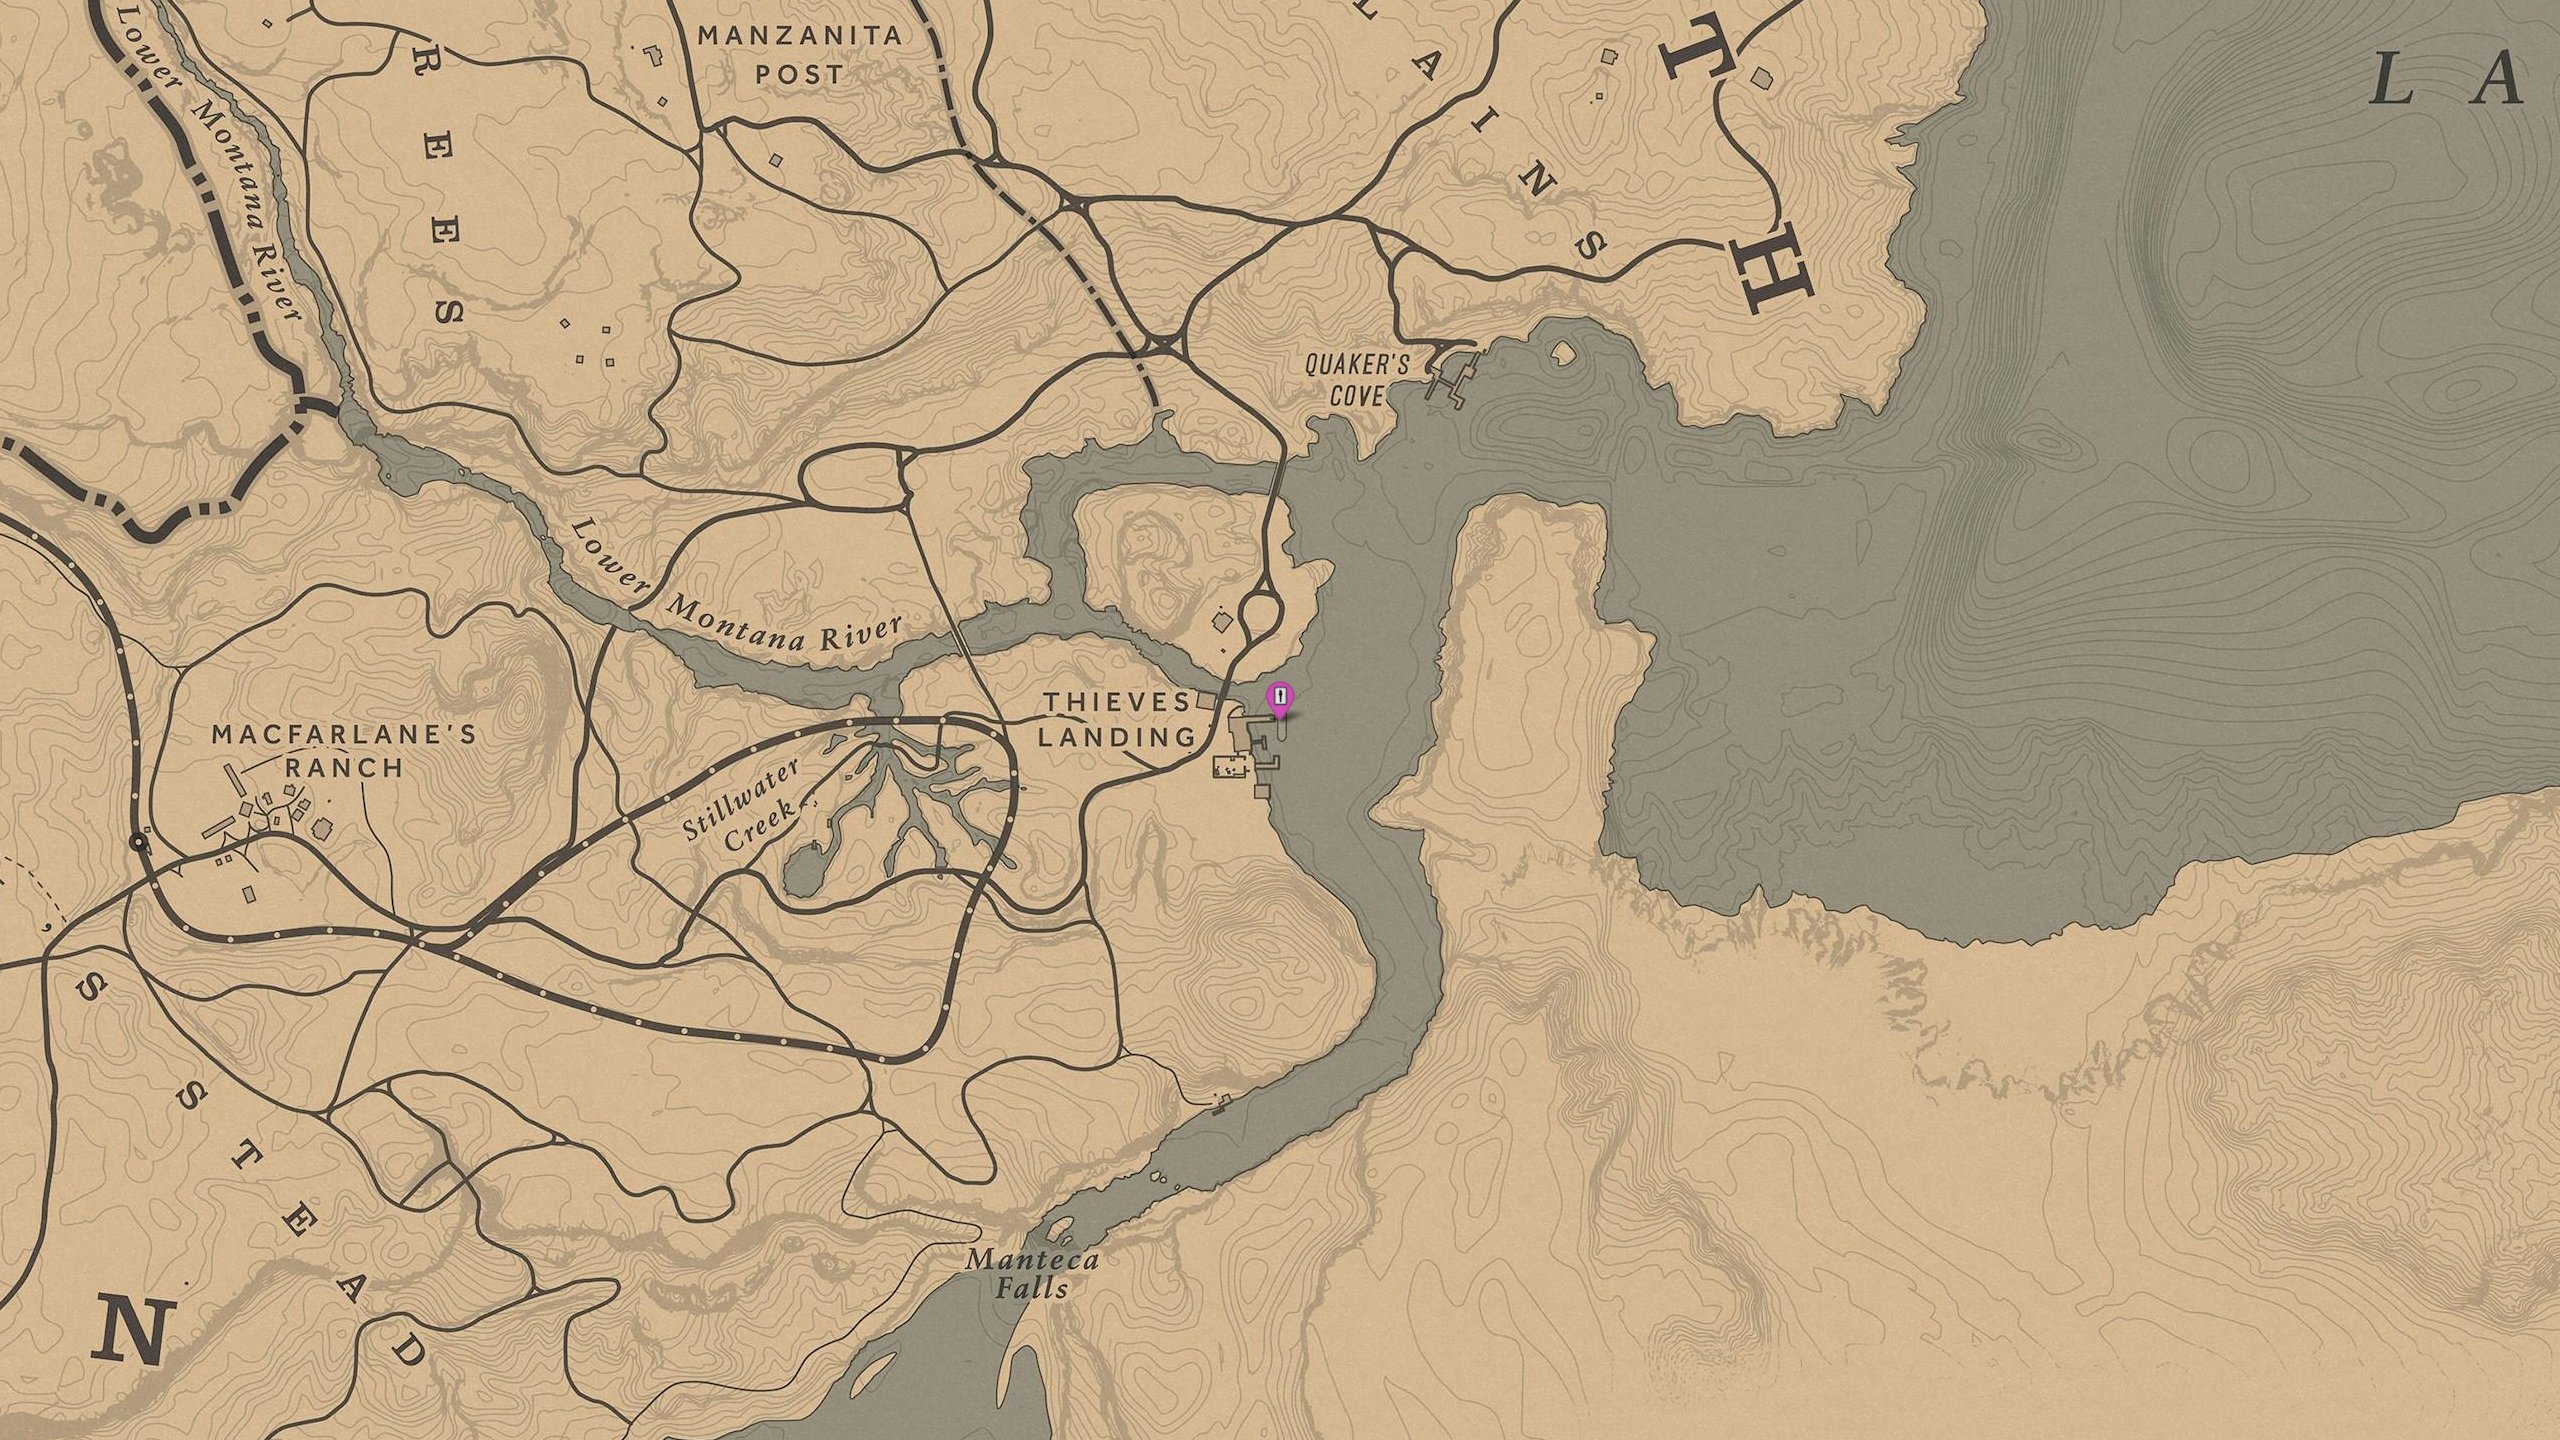 Lower Montana River
MANZANITA
POST
R E E S
L A I N S
T H
L A
QUAKER'S
COVE
Lower Montana River
THIEVES
LANDING
MACFARLANE'S
RANCH
Stillwater
Creek
S S T E A D
N
Manteca
Falls